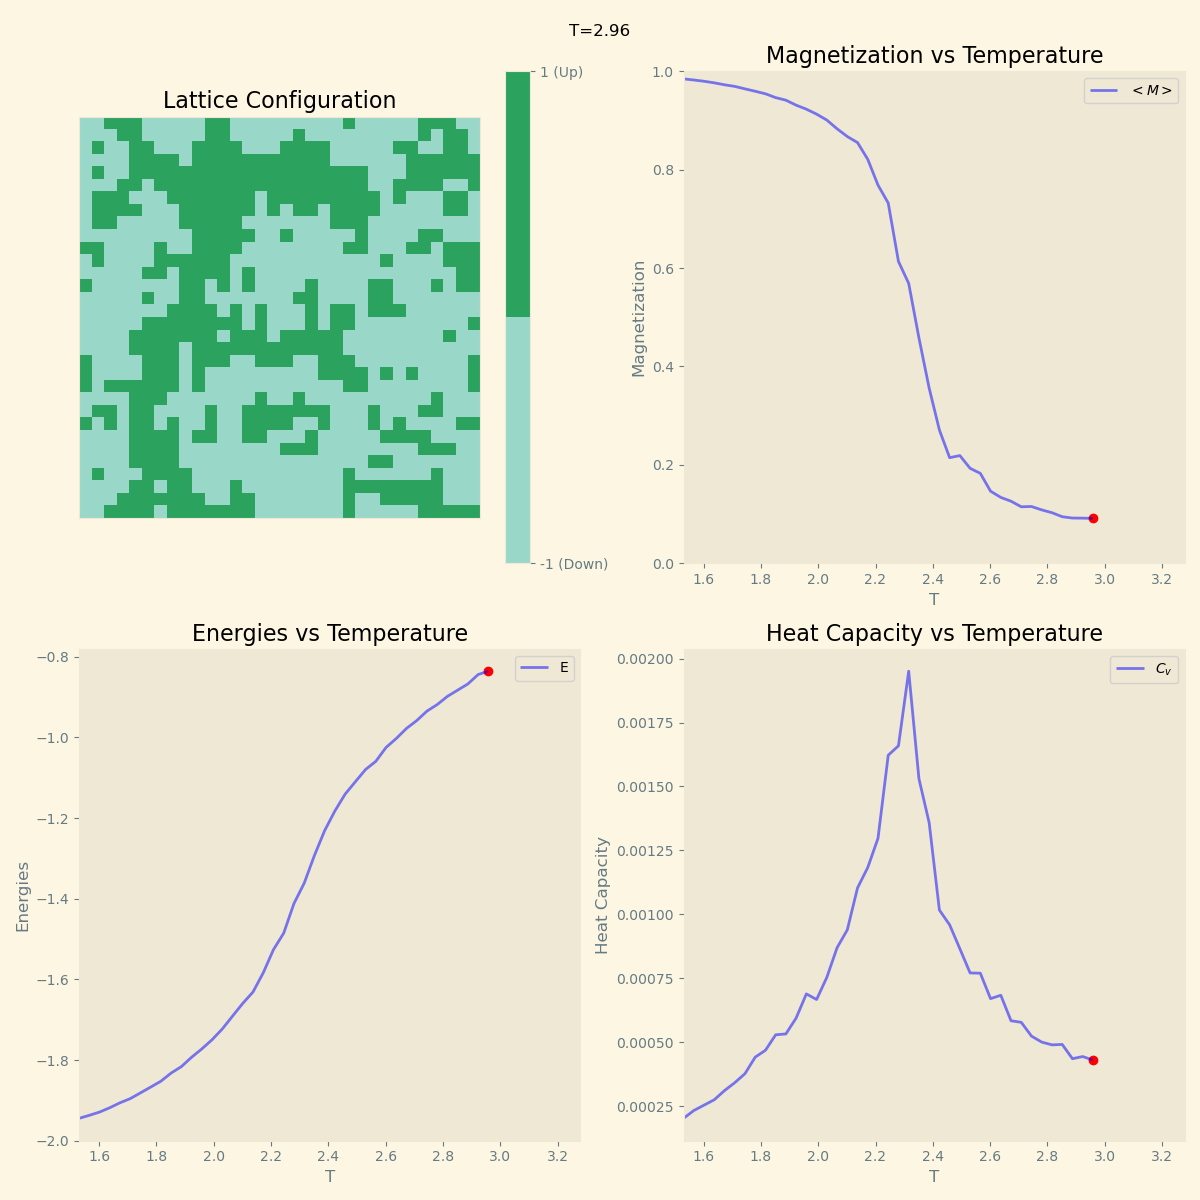 T=2.96
Lattice Configuration
1 (Up)
-1 (Down)
Magnetization vs Temperature
<M>
Magnetization
1.0
0.8
0.6
0.4
0.2
0.0
1.6 1.8 2.0 2.2 2.4 2.6 2.8 3.0 3.2
T
Energies vs Temperature
E
Energies
−0.8
−1.0
−1.2
−1.4
−1.6
−1.8
−2.0
1.6 1.8 2.0 2.2 2.4 2.6 2.8 3.0 3.2
T
Heat Capacity vs Temperature
Cv
Heat Capacity
0.00200
0.00175
0.00150
0.00125
0.00100
0.00075
0.00050
0.00025
1.6 1.8 2.0 2.2 2.4 2.6 2.8 3.0 3.2
T